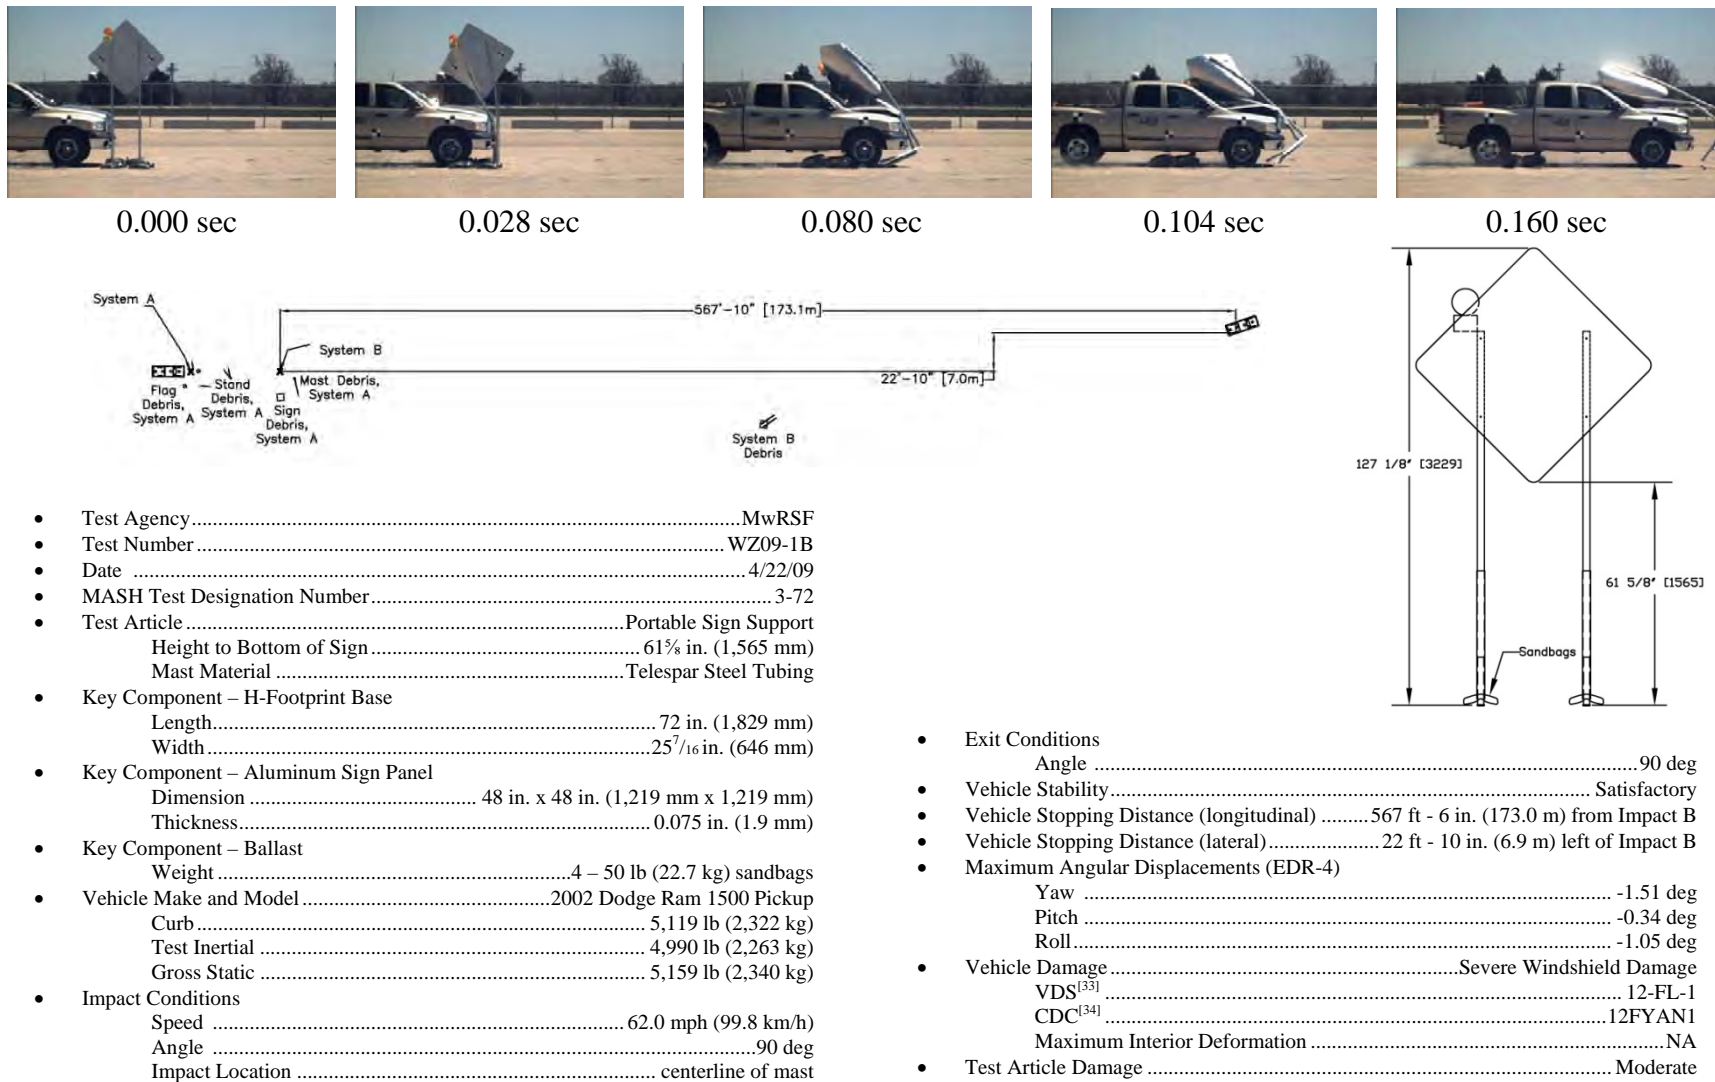 0.000 sec 0.028 sec 0.080 sec 0.104 sec 0.160 sec
System A
567'-10" [173.1m]
System B
22'-10" [7.0m]
Flag Debris, System A
Stand Debris, System A
Sign Debris, System A
Mast Debris, System A
System B Debris
127 1/8" [3229]
61 5/8" [1565]
Sandbags
• Test Agency ... MwRSF
• Test Number ... WZ09-1B
• Date ... 4/22/09
• MASH Test Designation Number ... 3-72
• Test Article ... Portable Sign Support
Height to Bottom of Sign ... 61⅝ in. (1,565 mm)
Mast Material ... Telespar Steel Tubing
• Key Component – H-Footprint Base
Length ... 72 in. (1,829 mm)
Width ... 25 7/16 in. (646 mm)
• Key Component – Aluminum Sign Panel
Dimension ... 48 in. x 48 in. (1,219 mm x 1,219 mm)
Thickness ... 0.075 in. (1.9 mm)
• Key Component – Ballast
Weight ... 4 – 50 lb (22.7 kg) sandbags
• Vehicle Make and Model ... 2002 Dodge Ram 1500 Pickup
Curb ... 5,119 lb (2,322 kg)
Test Inertial ... 4,990 lb (2,263 kg)
Gross Static ... 5,159 lb (2,340 kg)
• Impact Conditions
Speed ... 62.0 mph (99.8 km/h)
Angle ... 90 deg
Impact Location ... centerline of mast
• Exit Conditions
Angle ... 90 deg
• Vehicle Stability ... Satisfactory
• Vehicle Stopping Distance (longitudinal) ... 567 ft - 6 in. (173.0 m) from Impact B
• Vehicle Stopping Distance (lateral) ... 22 ft - 10 in. (6.9 m) left of Impact B
• Maximum Angular Displacements (EDR-4)
Yaw ... -1.51 deg
Pitch ... -0.34 deg
Roll ... -1.05 deg
• Vehicle Damage ... Severe Windshield Damage
VDS[33] ... 12-FL-1
CDC[34] ... 12FYAN1
Maximum Interior Deformation ... NA
• Test Article Damage ... Moderate